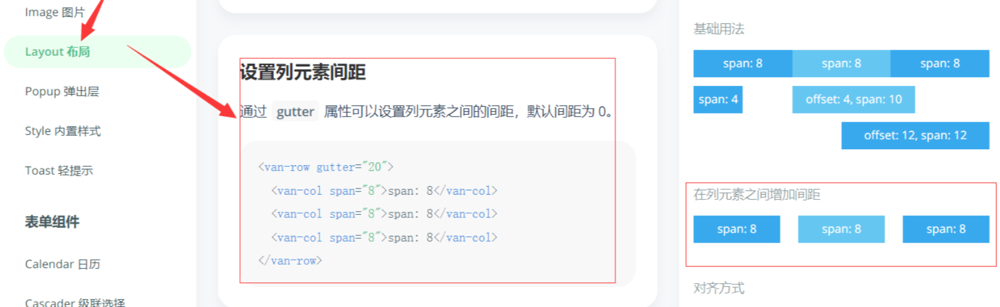 Image 图片
Layout 布局
Popup 弹出层
Style 内置样式
Toast 轻提示
表单组件
Calendar 日历
Cascader 级联选择
设置列元素间距
通过 gutter 属性可以设置列元素之间的间距，默认间距为 0。
<van-row gutter="20">
<van-col span="8">span: 8</van-col>
<van-col span="8">span: 8</van-col>
<van-col span="8">span: 8</van-col>
</van-row>
基础用法
span: 8 span: 8 span: 8
span: 4 offset: 4, span: 10
offset: 12, span: 12
在列元素之间增加间距
span: 8 span: 8 span: 8
对齐方式